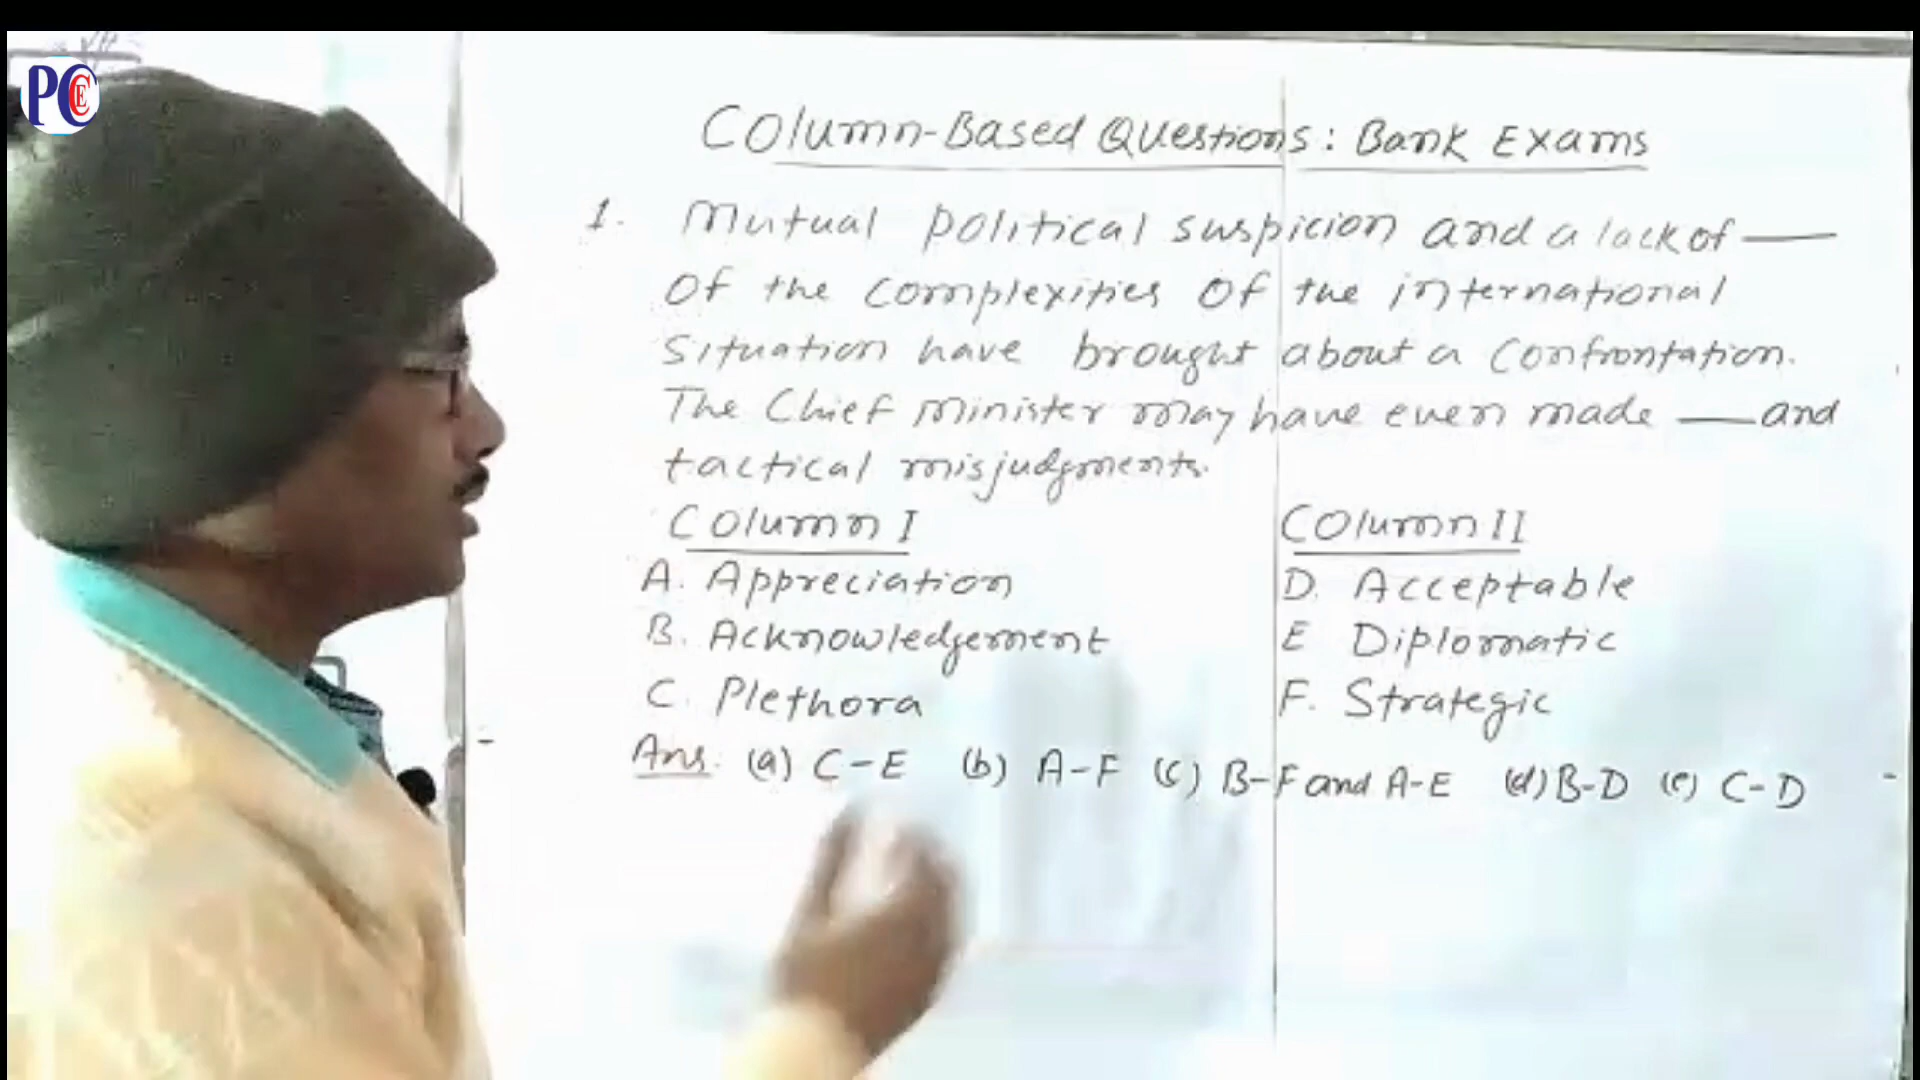 PCCE
Column-Based Questions: Bank Exams
1. Mutual political suspicion and a lack of ——
of the complexities of the international
situation have brought about a confrontation.
The Chief Minister may have even made —— and
tactical misjudgments.
Column I Column II
A. Appreciation D. Acceptable
B. Acknowledgement E Diplomatic
C. Plethora F. Strategic
Ans: (a) C-E (b) A-F (c) B-F and A-E (d) B-D (e) C-D